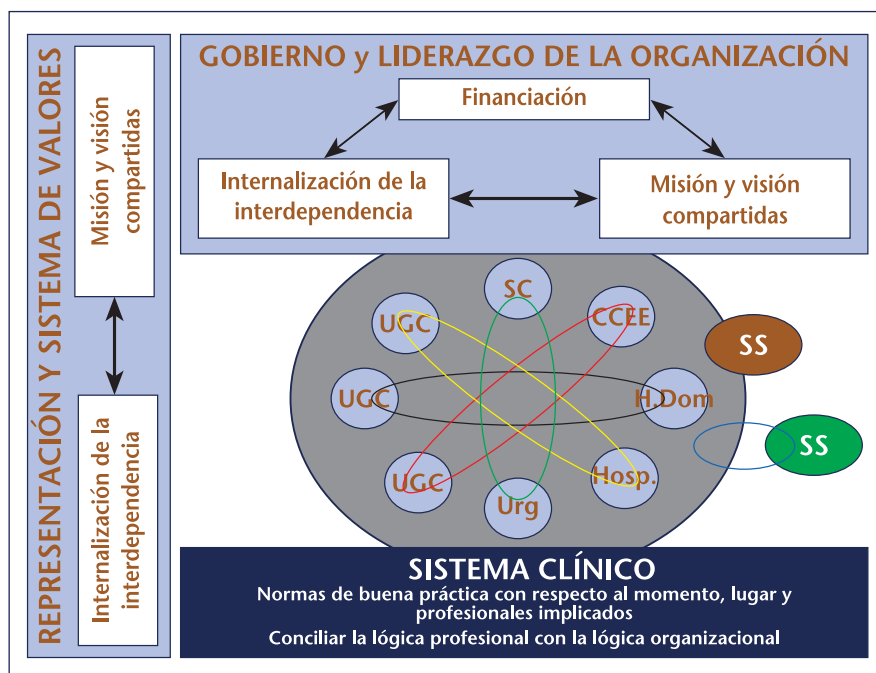 REPRESENTACIÓN Y SISTEMA DE VALORES
Misión y visión
compartidas
Internalización de la
interdependencia
GOBIERNO y LIDERAZGO DE LA ORGANIZACIÓN
Financiación
Internalización de la
interdependencia
Misión y visión
compartidas
SC
UGC
CCEE
SS
UGC
H.Dom
SS
UGC
Hosp.
Urg
SISTEMA CLÍNICO
Normas de buena práctica con respecto al momento, lugar y
profesionales implicados
Conciliar la lógica profesional con la lógica organizacional